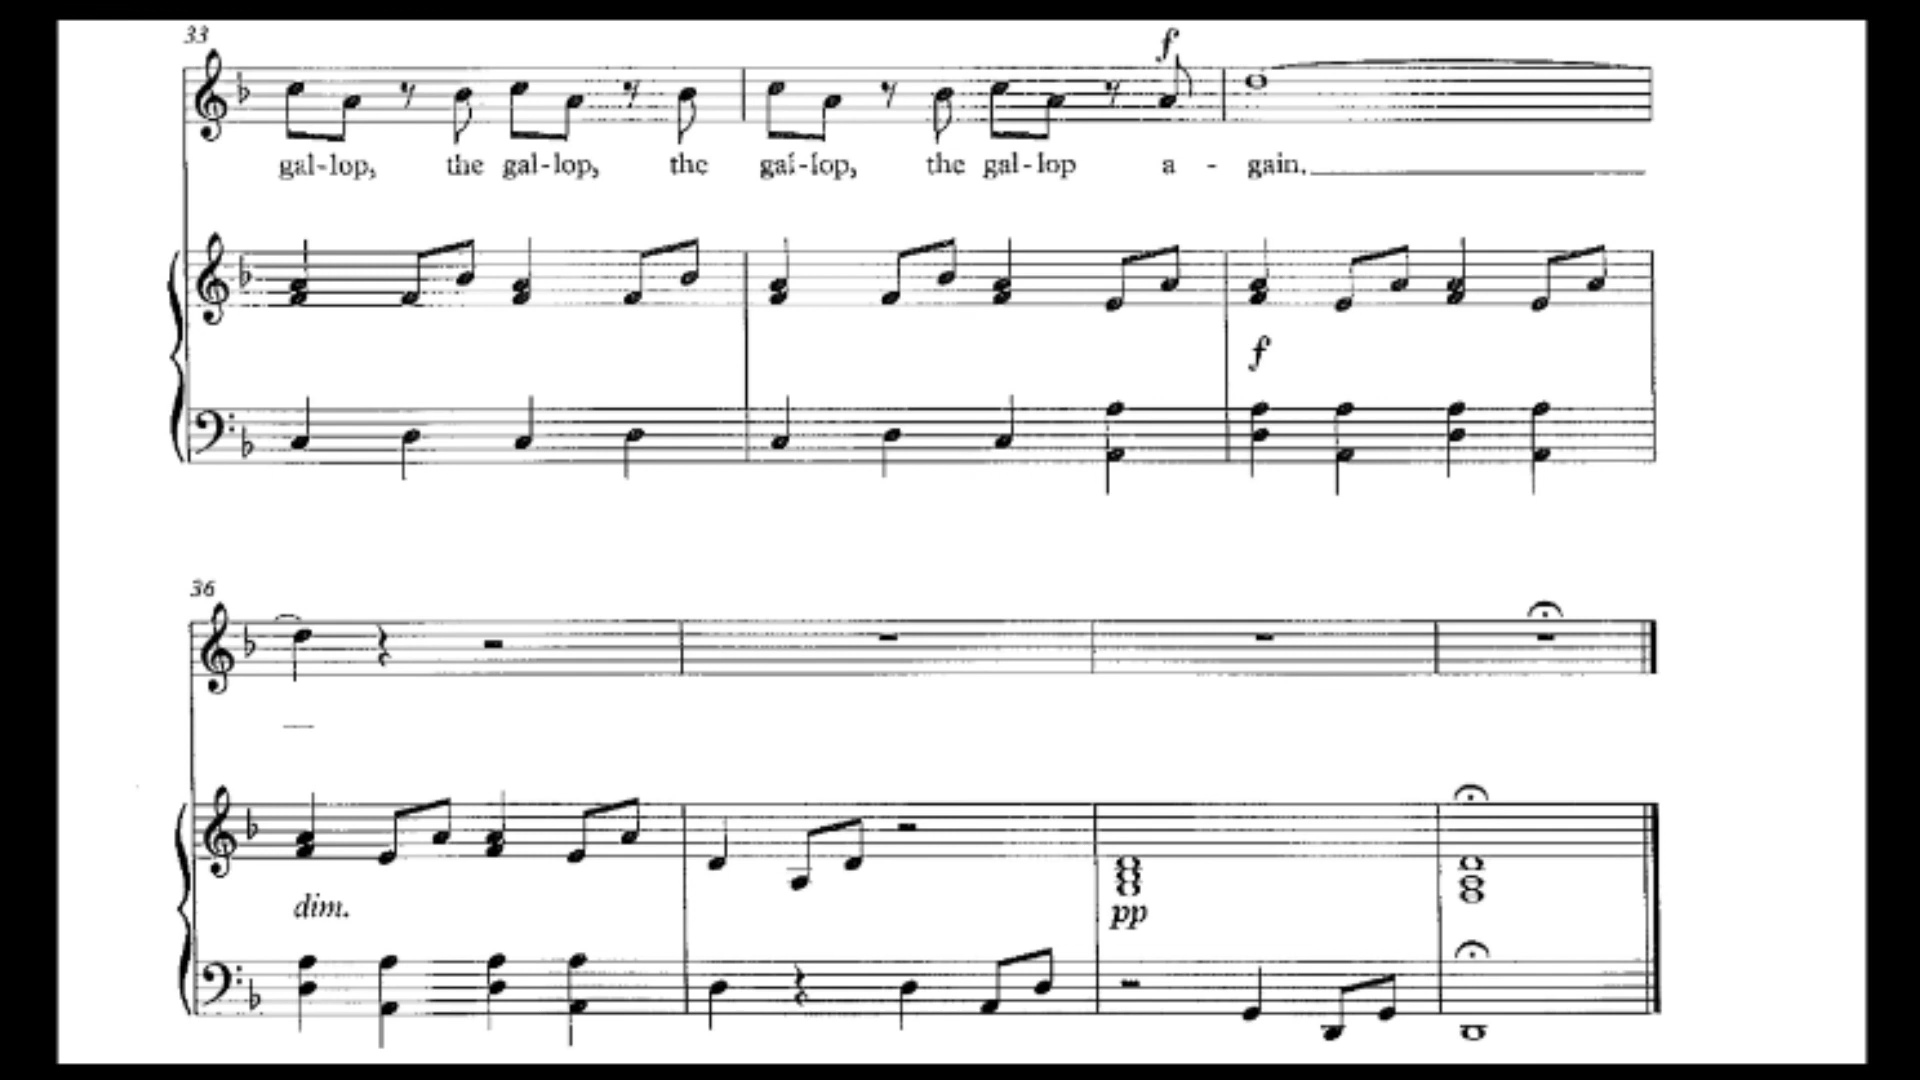 33
f
gal-lop, the gal-lop, the gal-lop, the gal-lop a - gain.
f
36
dim.
pp